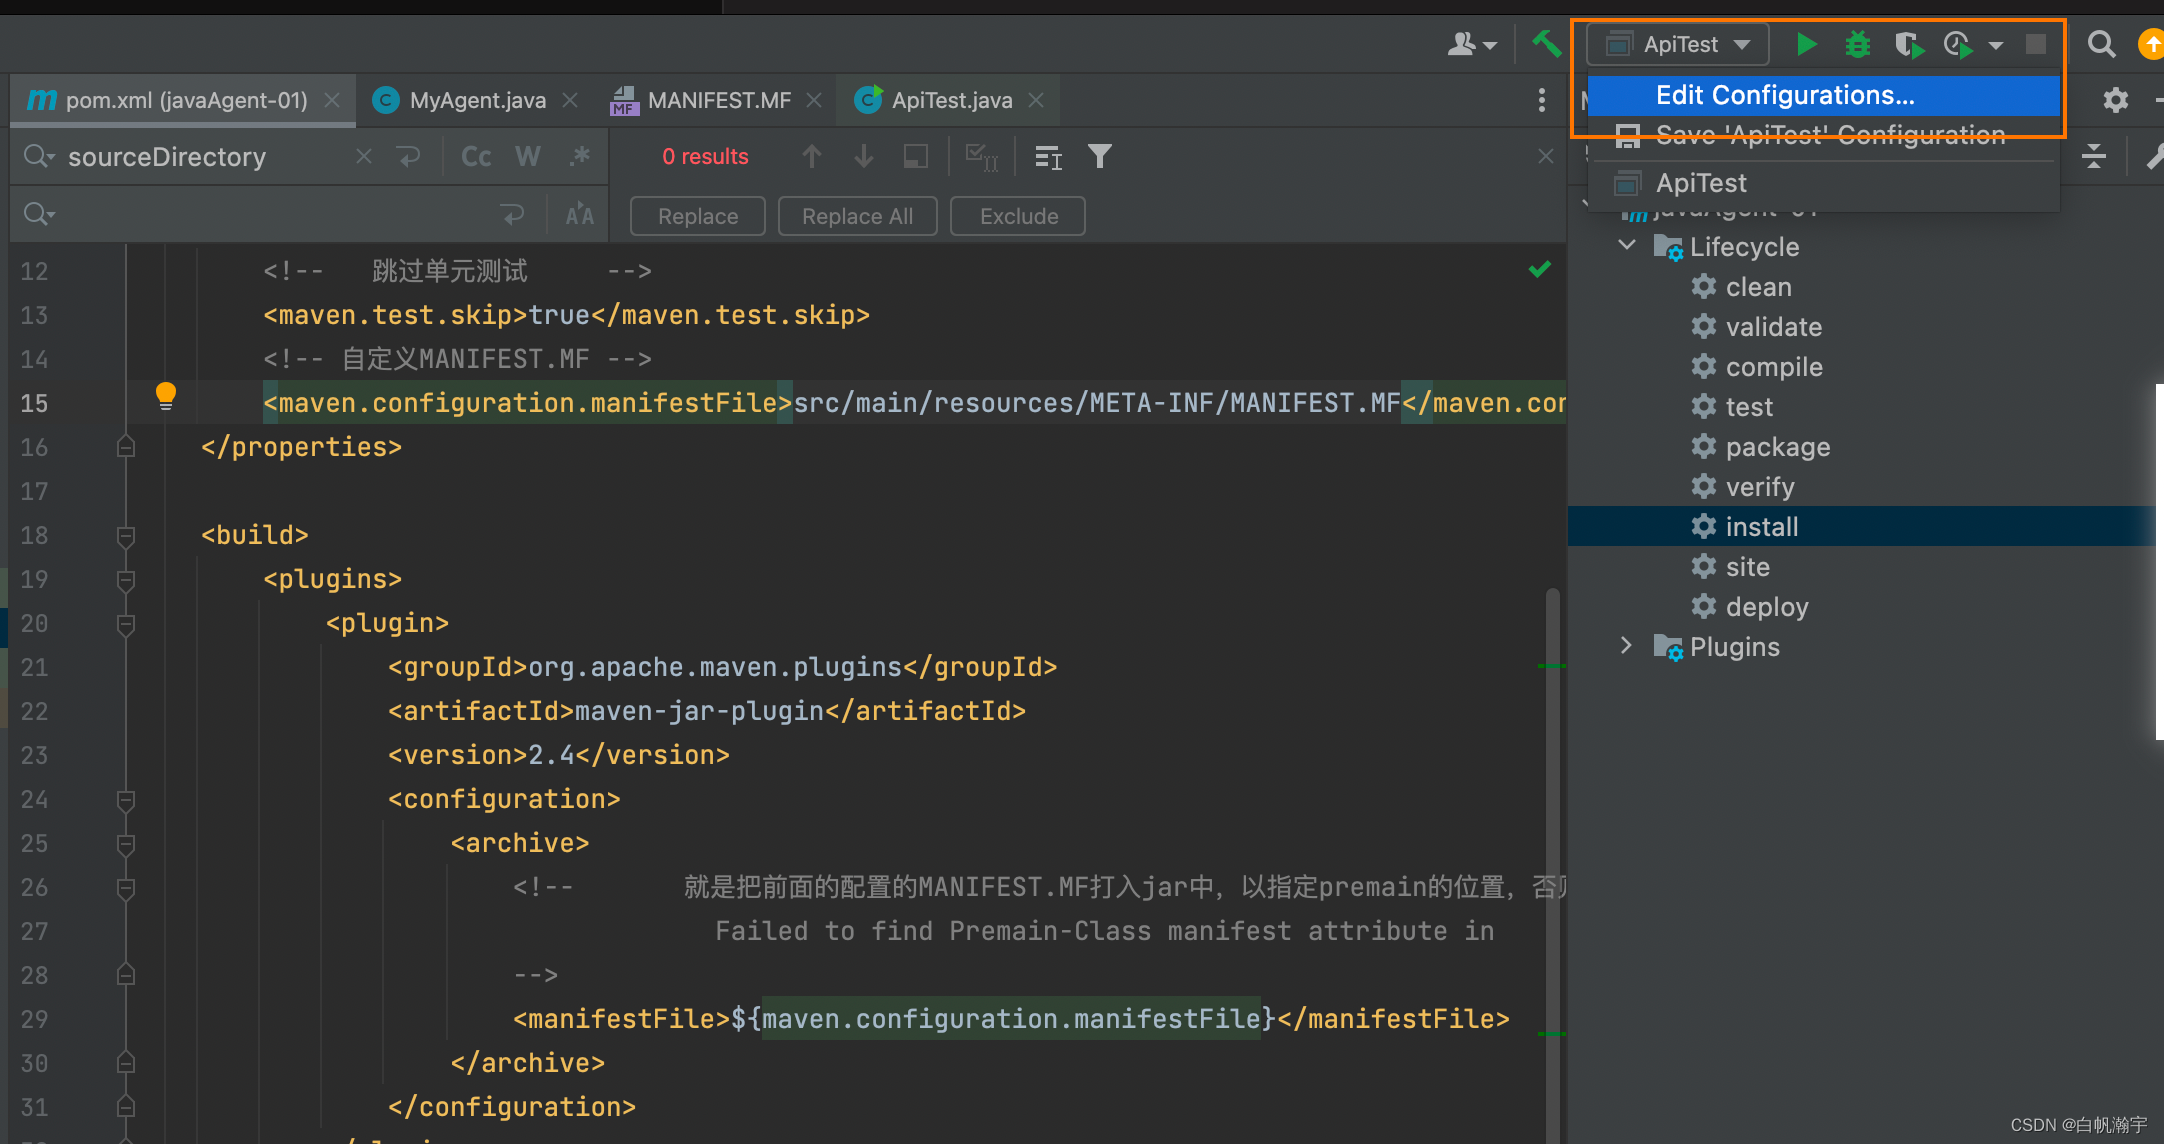 ApiTest
pom.xml (javaAgent-01)
MyAgent.java
MANIFEST.MF
ApiTest.java
Edit Configurations...
Save 'ApiTest' Configuration
ApiTest
sourceDirectory
Cc W .*
0 results
Replace
Replace All
Exclude
javaAgent-01
Lifecycle
clean
validate
compile
test
package
verify
install
site
deploy
Plugins
12 <!-- 跳过单元测试 -->
13 <maven.test.skip>true</maven.test.skip>
14 <!-- 自定义MANIFEST.MF -->
15 <maven.configuration.manifestFile>src/main/resources/META-INF/MANIFEST.MF</maven.con
16 </properties>
17
18 <build>
19 <plugins>
20 <plugin>
21 <groupId>org.apache.maven.plugins</groupId>
22 <artifactId>maven-jar-plugin</artifactId>
23 <version>2.4</version>
24 <configuration>
25 <archive>
26 <!-- 就是把前面的配置的MANIFEST.MF打入jar中，以指定premain的位置，否
27 Failed to find Premain-Class manifest attribute in
28 -->
29 <manifestFile>${maven.configuration.manifestFile}</manifestFile>
30 </archive>
31 </configuration>
CSDN @白帆瀚宇